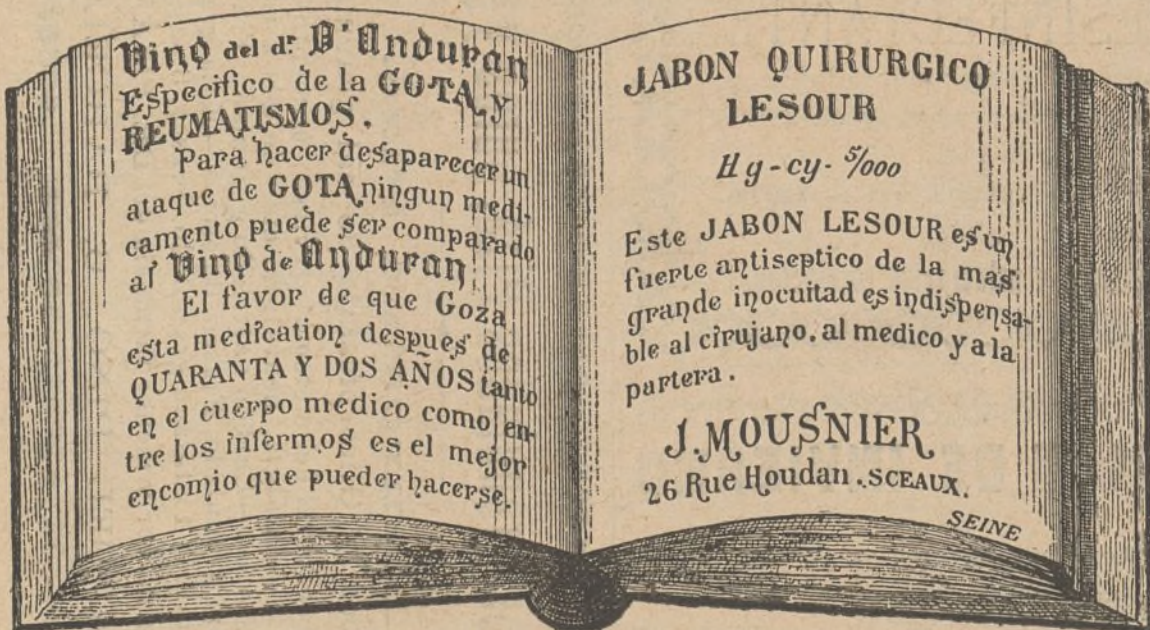 Vino del dr. D'Anduran
Especifico de la GOTA y
REUMATISMOS.
Para hacer desaparecer un
ataque de GOTA ningun medi-
camento puede ser comparado
al Vino de Anduran
El favor de que Goza
esta medication despues de
QUARANTA Y DOS AÑOS tanto
en el cuerpo medico como en-
tre los infermos es el mejor
encomio que pueder hacerse.
JABON QUIRURGICO
LESOUR
Hg-cy- 5/000
Este JABON LESOUR es un
fuerte antiseptico de la mas
grande inocuitad es indispensa-
ble al cirujano, al medico y a la
partera.
J. MOUSNIER
26 Rue Houdan. SCEAUX.
SEINE